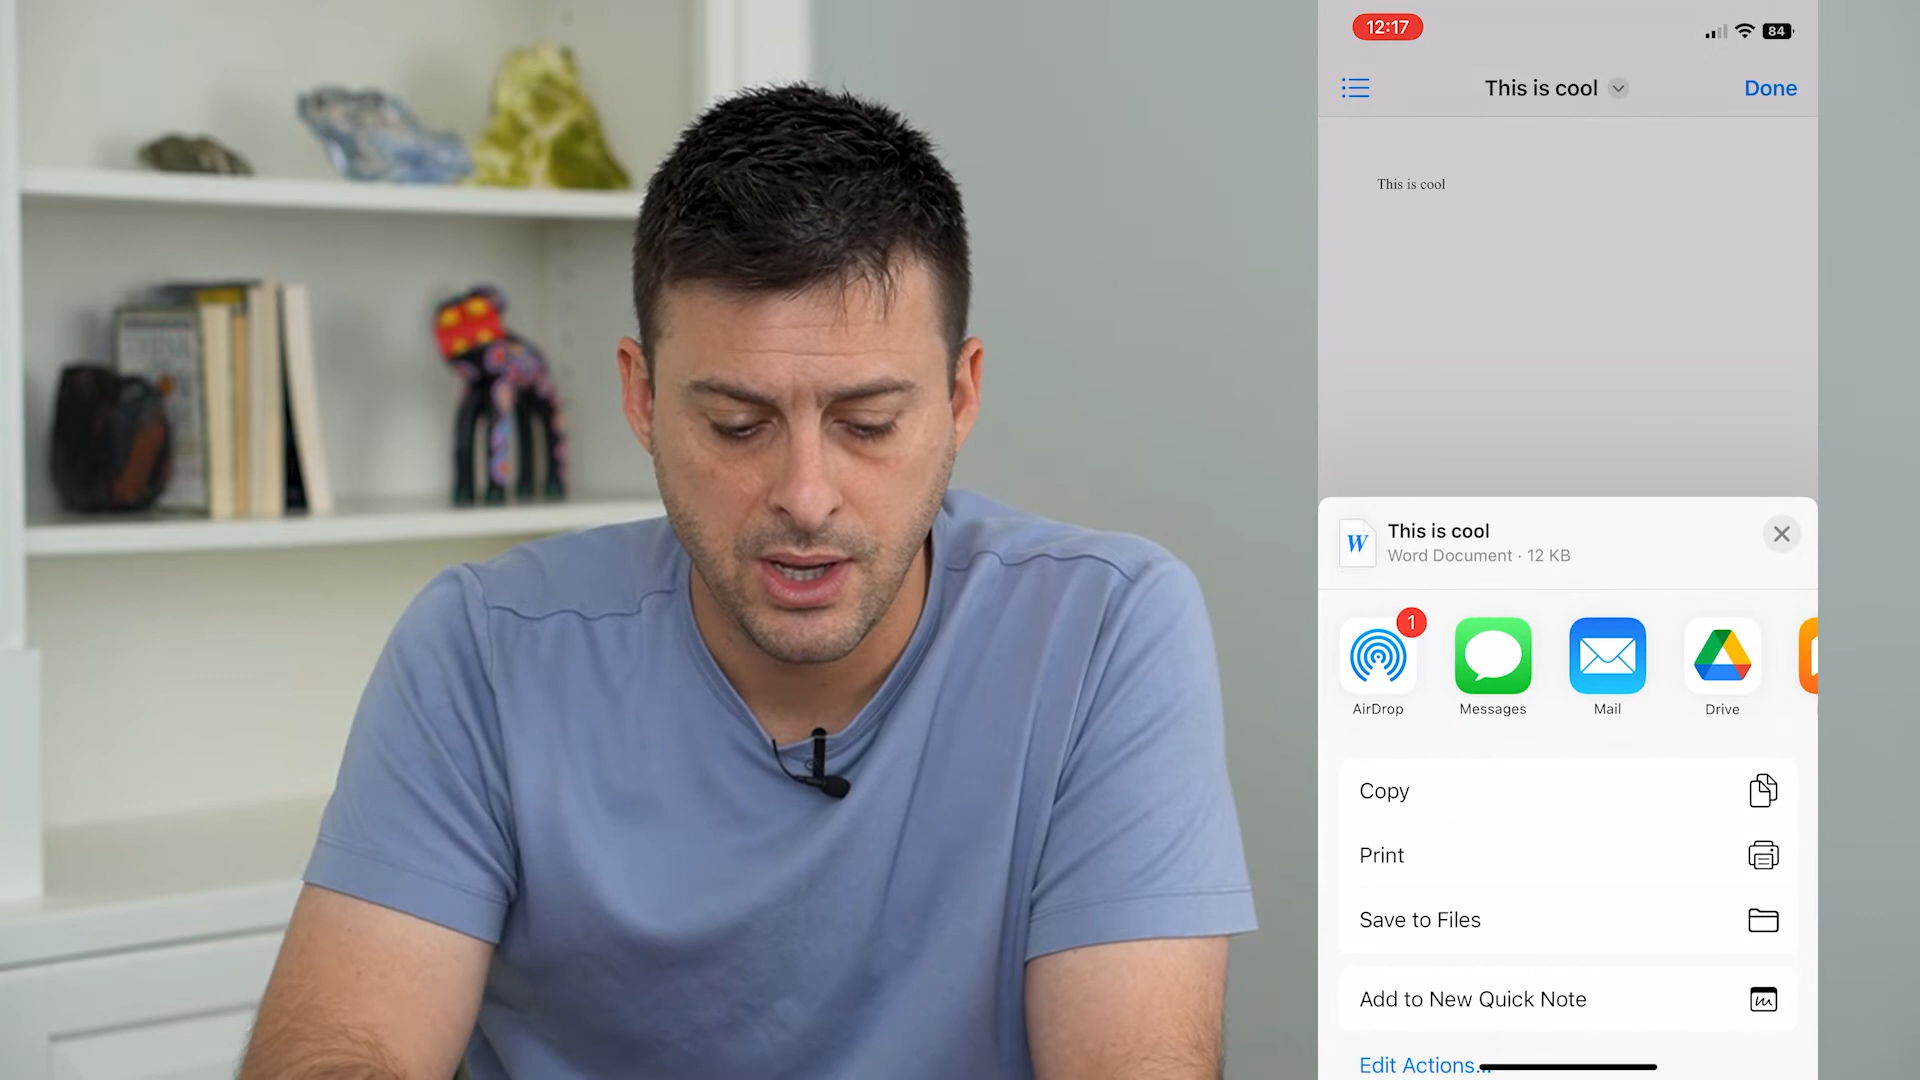 12:17
84
This is cool
Done
This is cool
This is cool
Word Document · 12 KB
W
1
AirDrop
Messages
Mail
Drive
Copy
Print
Save to Files
Add to New Quick Note
Edit Actions...